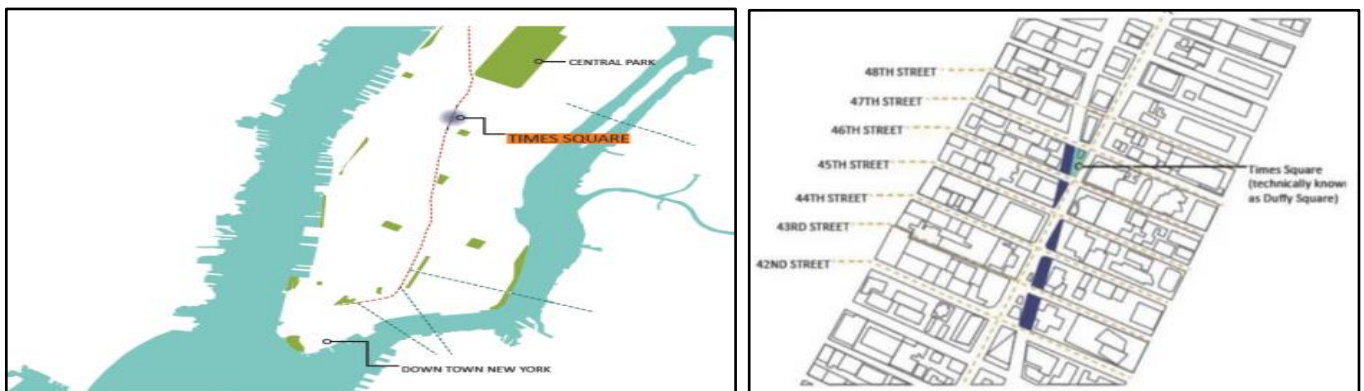 CENTRAL PARK
TIMES SQUARE
DOWN TOWN NEW YORK
48TH STREET
47TH STREET
46TH STREET
45TH STREET
44TH STREET
43RD STREET
42ND STREET
Times Square
(technically known
as Duffy Square)